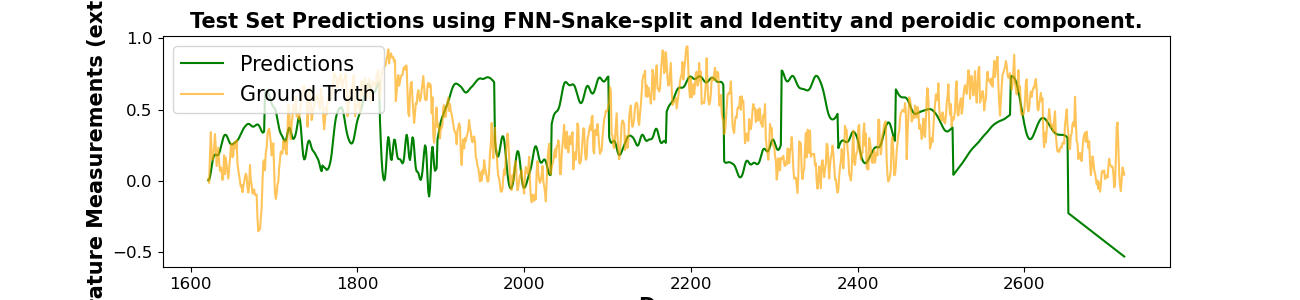 Test Set Predictions using FNN-Snake-split and Identity and peroidic component.
Measurements
1.0
0.5
0.0
−0.5
Predictions
Ground Truth
1600
1800
2000
2200
2400
2600